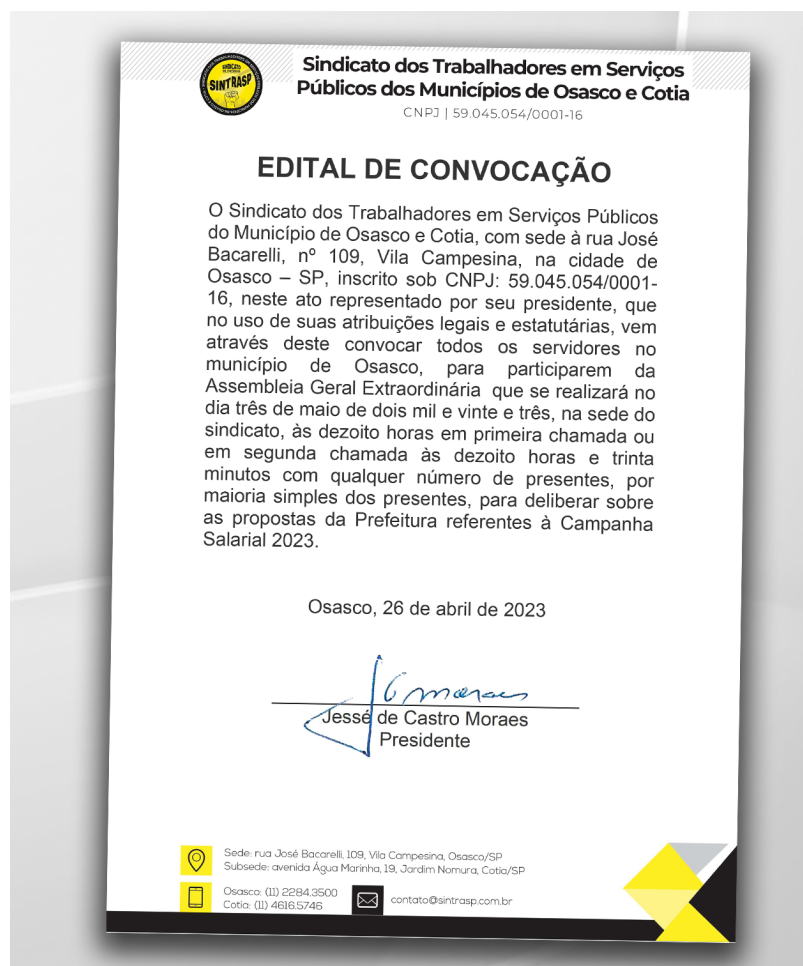 SINDICATO
SINTRASP
Sindicato dos Trabalhadores em Serviços
Públicos dos Municípios de Osasco e Cotia
CNPJ | 59.045.054/0001-16
EDITAL DE CONVOCAÇÃO
O Sindicato dos Trabalhadores em Serviços Públicos
do Município de Osasco e Cotia, com sede à rua José
Bacarelli, nº 109, Vila Campesina, na cidade de
Osasco – SP, inscrito sob CNPJ: 59.045.054/0001-
16, neste ato representado por seu presidente, que
no uso de suas atribuições legais e estatutárias, vem
através deste convocar todos os servidores no
município de Osasco, para participarem da
Assembleia Geral Extraordinária que se realizará no
dia três de maio de dois mil e vinte e três, na sede do
sindicato, às dezoito horas em primeira chamada ou
em segunda chamada às dezoito horas e trinta
minutos com qualquer número de presentes, por
maioria simples dos presentes, para deliberar sobre
as propostas da Prefeitura referentes à Campanha
Salarial 2023.
Osasco, 26 de abril de 2023
Jessé de Castro Moraes
Presidente
Sede: rua José Bacarelli, 109, Vila Campesina, Osasco/SP
Subsede: avenida Água Marinha, 19, Jardim Nomura, Cotia/SP
Osasco: (11) 2284.3500
Cotia: (11) 4616.5746
contato@sintrasp.com.br